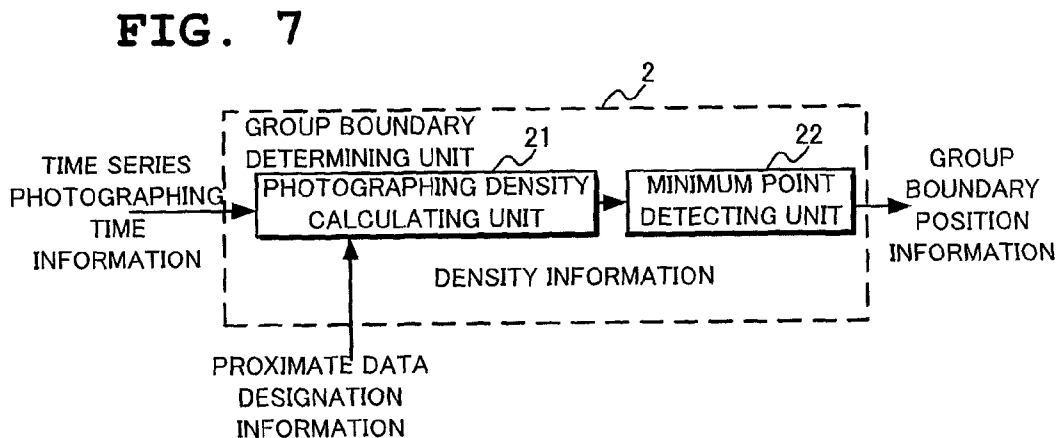 FIG. 7
2
GROUP BOUNDARY
DETERMINING UNIT
21
22
TIME SERIES
PHOTOGRAPHING
TIME
INFORMATION
PHOTOGRAPHING DENSITY
CALCULATING UNIT
MINIMUM POINT
DETECTING UNIT
GROUP
BOUNDARY
POSITION
INFORMATION
DENSITY INFORMATION
PROXIMATE DATA
DESIGNATION
INFORMATION